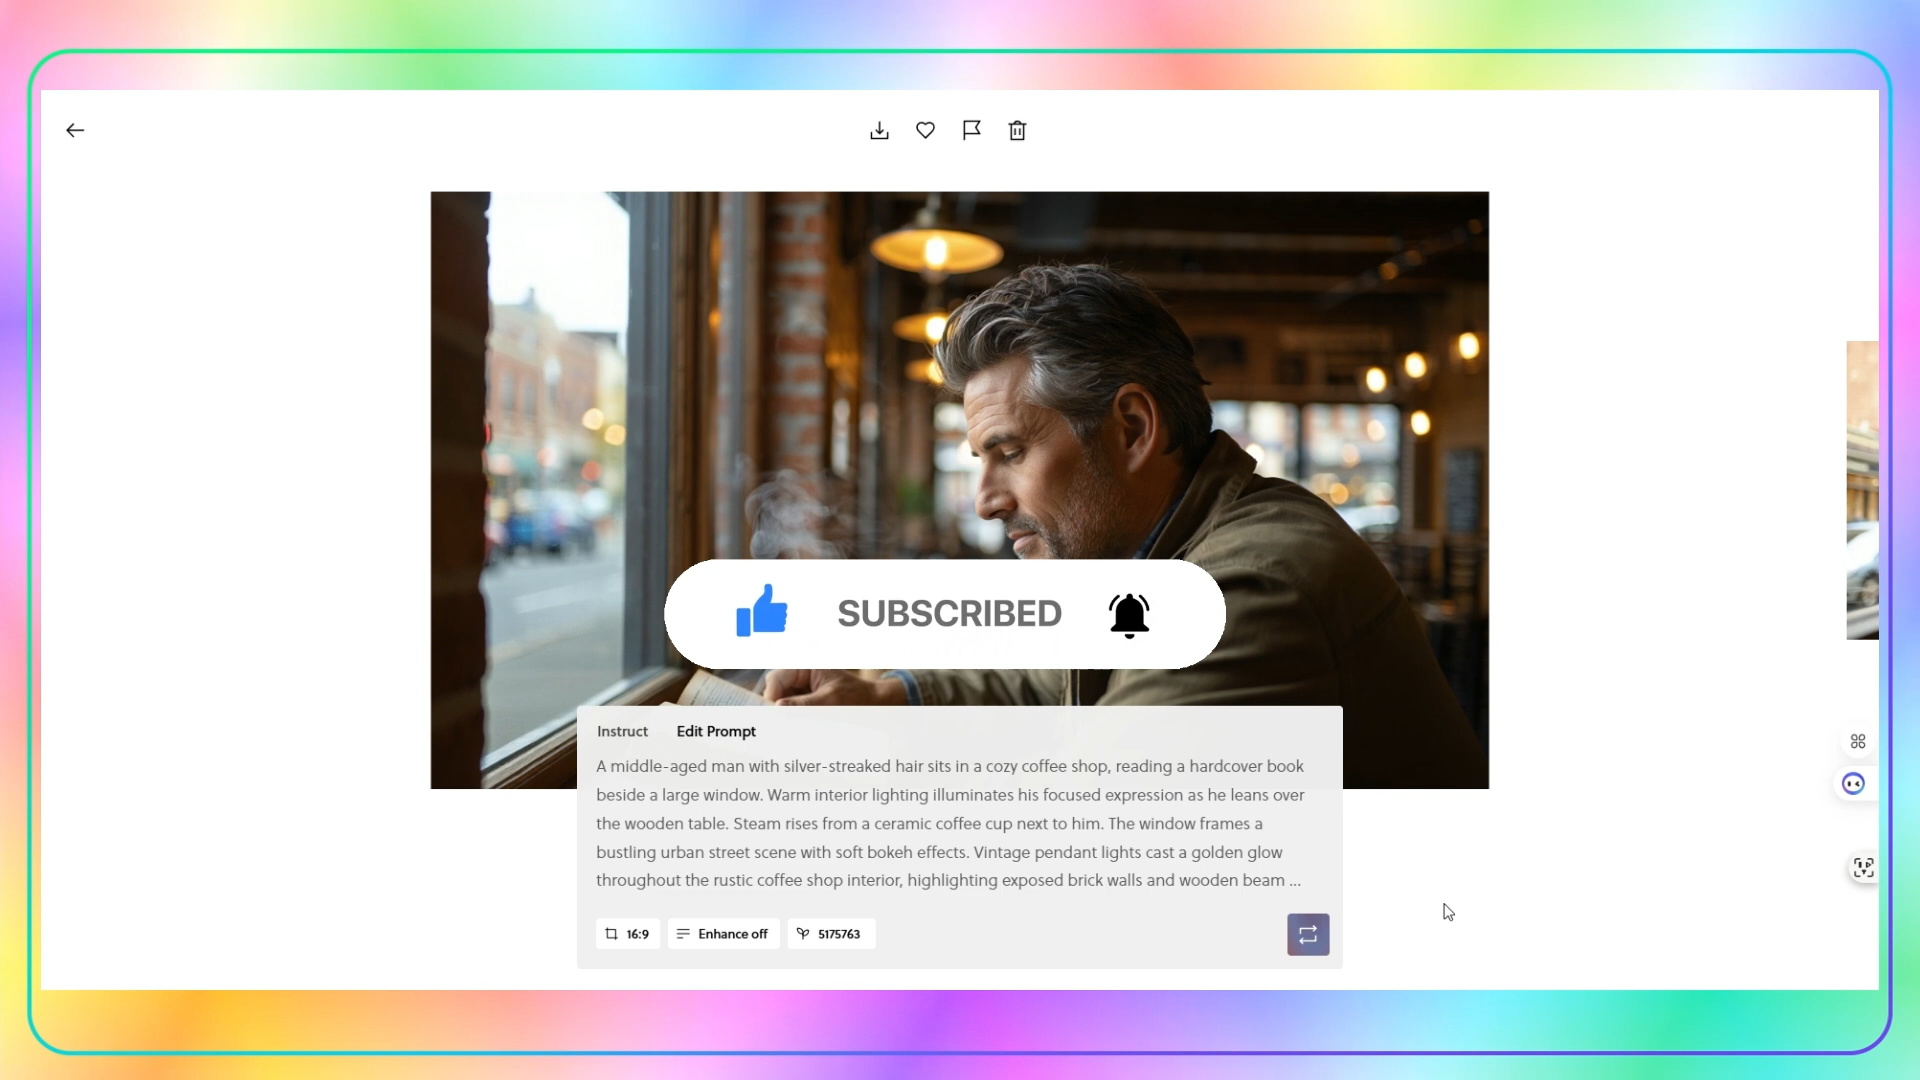 SUBSCRIBED
Instruct Edit Prompt
A middle-aged man with silver-streaked hair sits in a cozy coffee shop, reading a hardcover book
beside a large window. Warm interior lighting illuminates his focused expression as he leans over
the wooden table. Steam rises from a ceramic coffee cup next to him. The window frames a
bustling urban street scene with soft bokeh effects. Vintage pendant lights cast a golden glow
throughout the rustic coffee shop interior, highlighting exposed brick walls and wooden beam ...
16:9 Enhance off 5175763